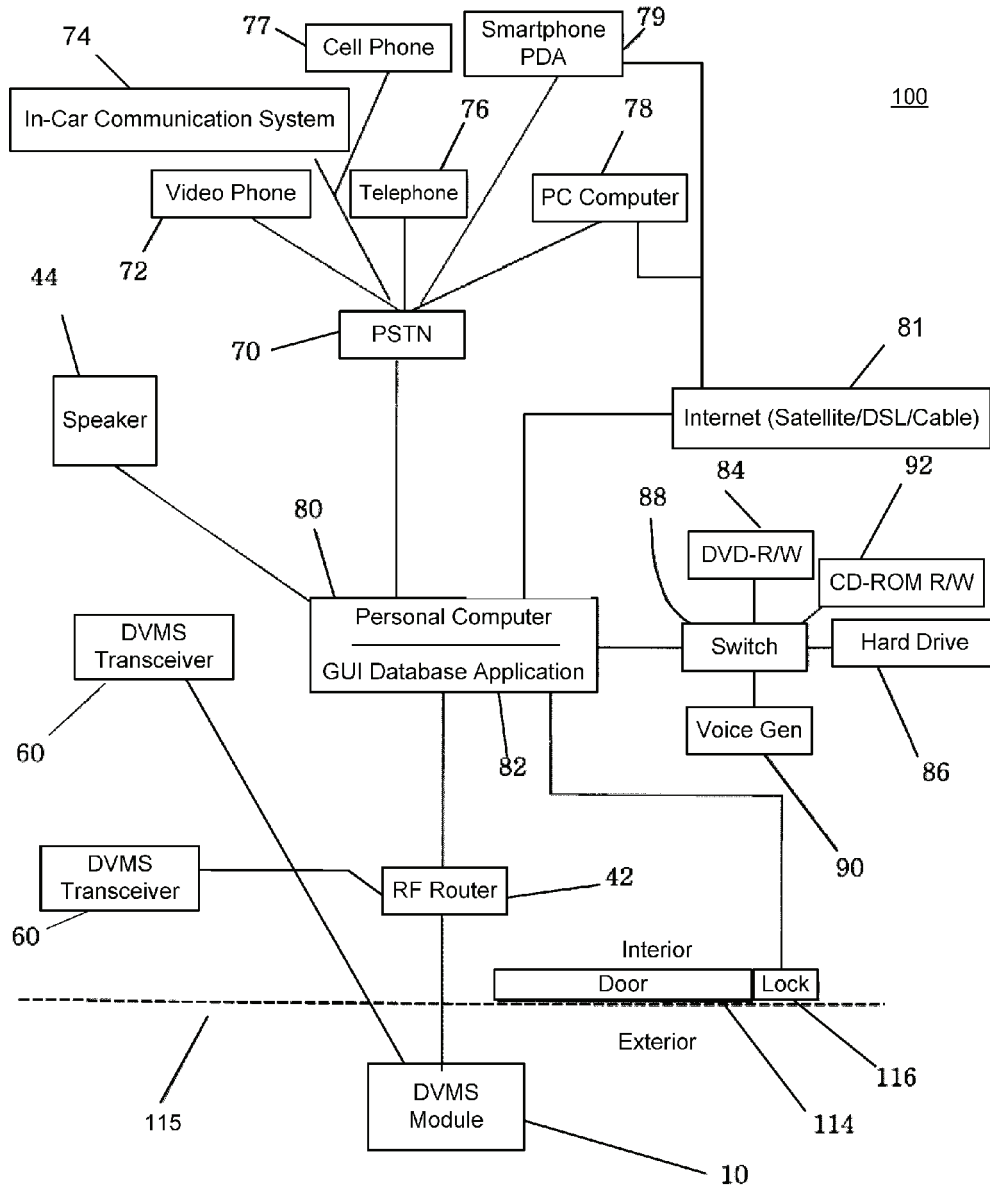 77
Cell Phone
Smartphone
PDA
79
74
100
In-Car Communication System
76
78
Video Phone
Telephone
PC Computer
72
44
PSTN
70
81
Speaker
Internet (Satellite/DSL/Cable)
84
92
88
80
DVD-R/W
CD-ROM R/W
Personal Computer
GUI Database Application
Switch
Hard Drive
DVMS
Transceiver
60
82
Voice Gen
86
90
DVMS
Transceiver
60
RF Router
42
Interior
Door
Lock
Exterior
116
114
115
DVMS
Module
10